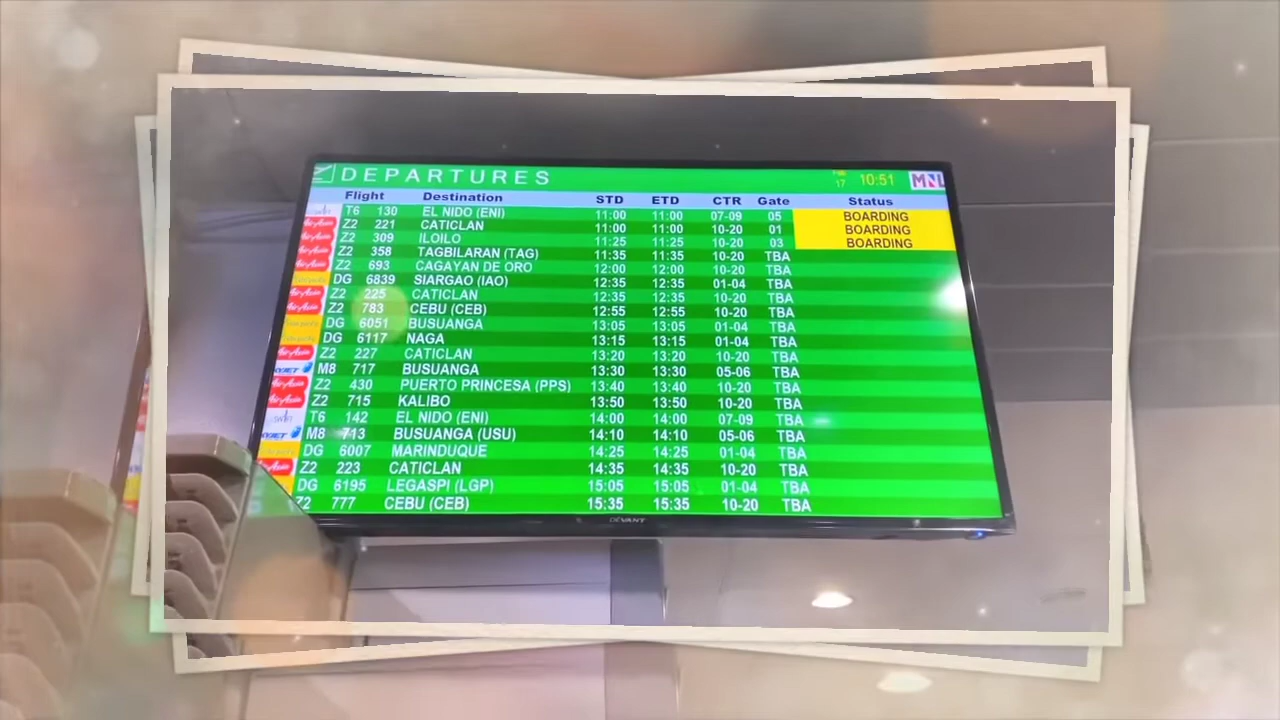 DEPARTURES 17 10:51 MNL
Flight Destination STD ETD CTR Gate Status
T6 130 EL NIDO (ENI) 11:00 11:00 07-09 05 BOARDING
AirAsia Z2 221 CATICLAN 11:00 11:00 10-20 01 BOARDING
AirAsia Z2 309 ILOILO 11:25 11:25 10-20 03 BOARDING
AirAsia Z2 358 TAGBILARAN (TAG) 11:35 11:35 10-20 TBA
AirAsia Z2 693 CAGAYAN DE ORO 12:00 12:00 10-20 TBA
DG 6839 SIARGAO (IAO) 12:35 12:35 01-04 TBA
AirAsia Z2 225 CATICLAN 12:35 12:35 10-20 TBA
AirAsia Z2 783 CEBU (CEB) 12:55 12:55 10-20 TBA
DG 6051 BUSUANGA 13:05 13:05 01-04 TBA
DG 6117 NAGA 13:15 13:15 01-04 TBA
AirAsia Z2 227 CATICLAN 13:20 13:20 10-20 TBA
M8 717 BUSUANGA 13:30 13:30 05-06 TBA
AirAsia Z2 430 PUERTO PRINCESA (PPS) 13:40 13:40 10-20 TBA
AirAsia Z2 715 KALIBO 13:50 13:50 10-20 TBA
T6 142 EL NIDO (ENI) 14:00 14:00 07-09 TBA
M8 713 BUSUANGA (USU) 14:10 14:10 05-06 TBA
DG 6007 MARINDUQUE 14:25 14:25 01-04 TBA
AirAsia Z2 223 CATICLAN 14:35 14:35 10-20 TBA
DG 6195 LEGASPI (LGP) 15:05 15:05 01-04 TBA
Z2 777 CEBU (CEB) 15:35 15:35 10-20 TBA
DEVANT